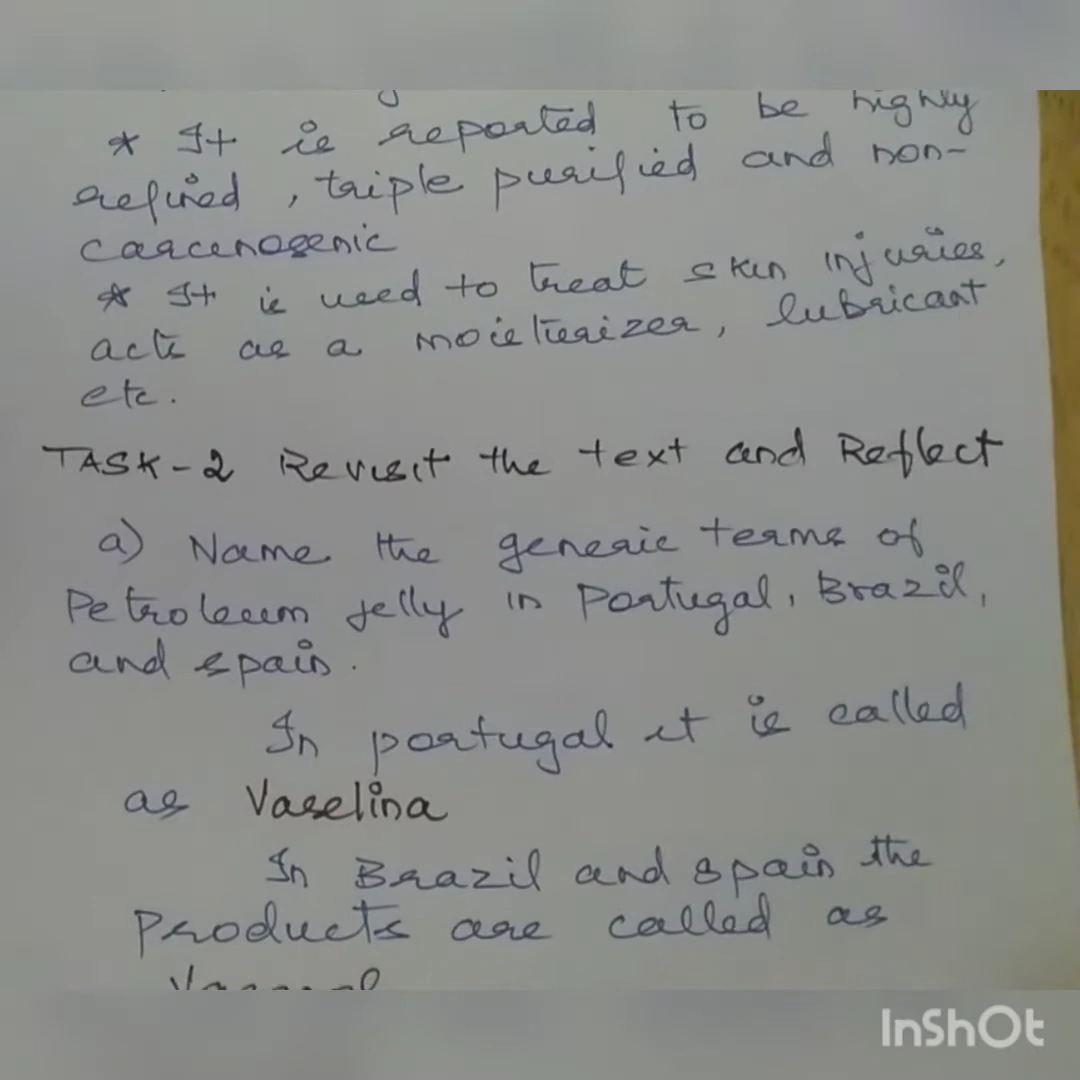 * It is reported to be highly
refined, triple purified and non-
carcenogenic
* It is used to treat skin injuries,
acts as a moisturizer, lubricant
etc.
TASK-2 Revisit the text and Reflect
a) Name the generic terms of
Petroleum jelly in Portugal, Brazil,
and spain.
In portugal it is called
as Vaselina
In Brazil and spain the
Products are called as
InShOt